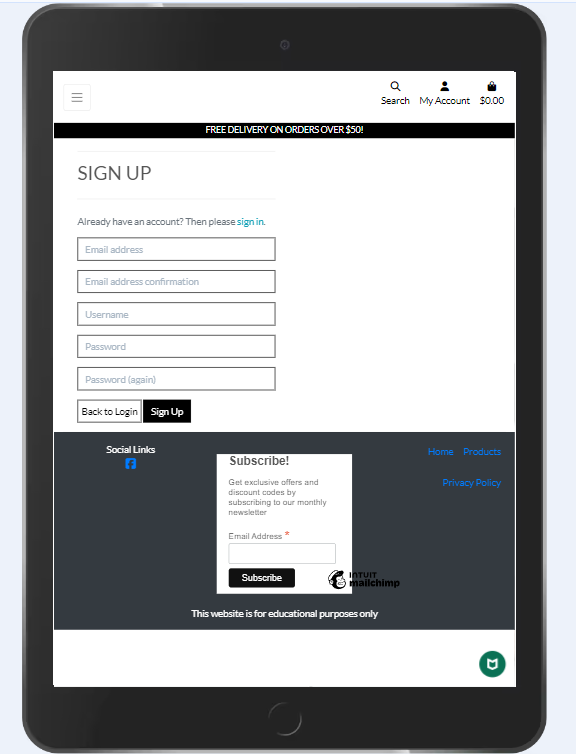 Search My Account $0.00
FREE DELIVERY ON ORDERS OVER $50!
SIGN UP
Already have an account? Then please sign in.
Email address
Email address confirmation
Username
Password
Password (again)
Back to Login Sign Up
Social Links
Subscribe!
Get exclusive offers and
discount codes by
subscribing to our monthly
newsletter
Email Address *
Subscribe
INTUIT
mailchimp
Home Products
Privacy Policy
This website is for educational purposes only